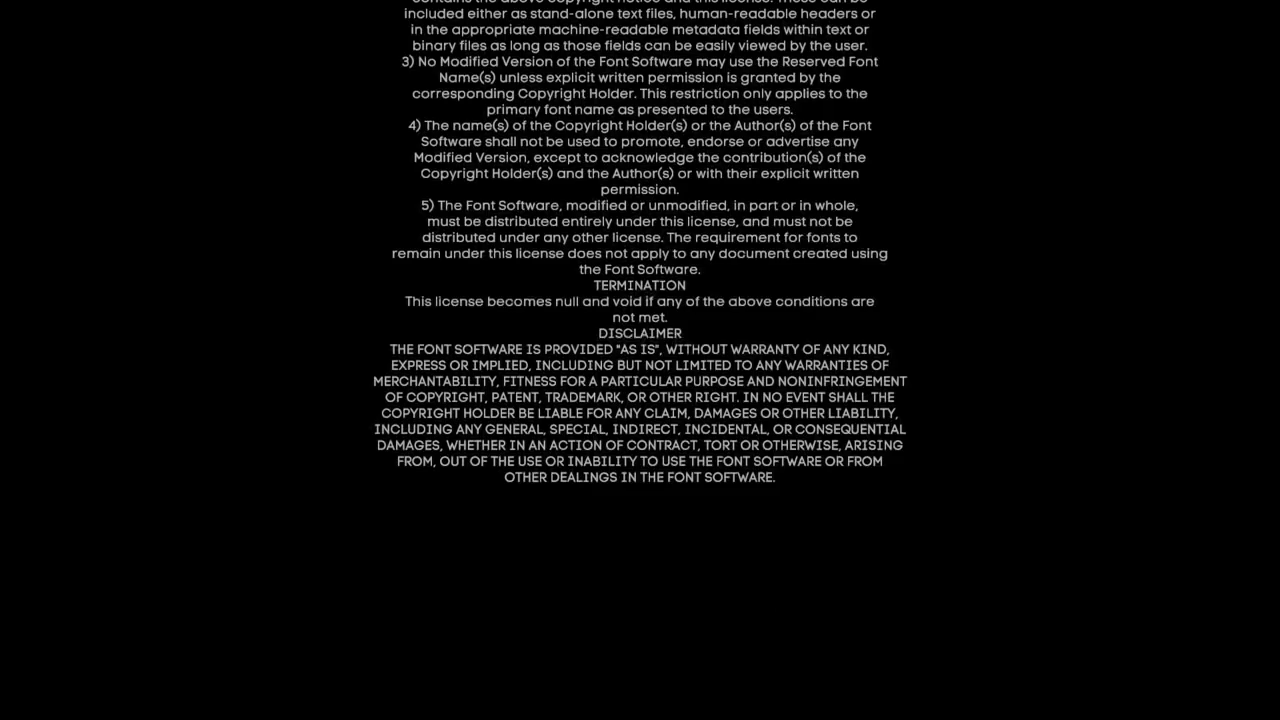 contains the above copyright notice and this license. These can be
included either as stand-alone text files, human-readable headers or
in the appropriate machine-readable metadata fields within text or
binary files as long as those fields can be easily viewed by the user.
3) No Modified Version of the Font Software may use the Reserved Font
Name(s) unless explicit written permission is granted by the
corresponding Copyright Holder. This restriction only applies to the
primary font name as presented to the users.
4) The name(s) of the Copyright Holder(s) or the Author(s) of the Font
Software shall not be used to promote, endorse or advertise any
Modified Version, except to acknowledge the contribution(s) of the
Copyright Holder(s) and the Author(s) or with their explicit written
permission.
5) The Font Software, modified or unmodified, in part or in whole,
must be distributed entirely under this license, and must not be
distributed under any other license. The requirement for fonts to
remain under this license does not apply to any document created using
the Font Software.
TERMINATION
This license becomes null and void if any of the above conditions are
not met.
DISCLAIMER
THE FONT SOFTWARE IS PROVIDED "AS IS", WITHOUT WARRANTY OF ANY KIND,
EXPRESS OR IMPLIED, INCLUDING BUT NOT LIMITED TO ANY WARRANTIES OF
MERCHANTABILITY, FITNESS FOR A PARTICULAR PURPOSE AND NONINFRINGEMENT
OF COPYRIGHT, PATENT, TRADEMARK, OR OTHER RIGHT. IN NO EVENT SHALL THE
COPYRIGHT HOLDER BE LIABLE FOR ANY CLAIM, DAMAGES OR OTHER LIABILITY,
INCLUDING ANY GENERAL, SPECIAL, INDIRECT, INCIDENTAL, OR CONSEQUENTIAL
DAMAGES, WHETHER IN AN ACTION OF CONTRACT, TORT OR OTHERWISE, ARISING
FROM, OUT OF THE USE OR INABILITY TO USE THE FONT SOFTWARE OR FROM
OTHER DEALINGS IN THE FONT SOFTWARE.